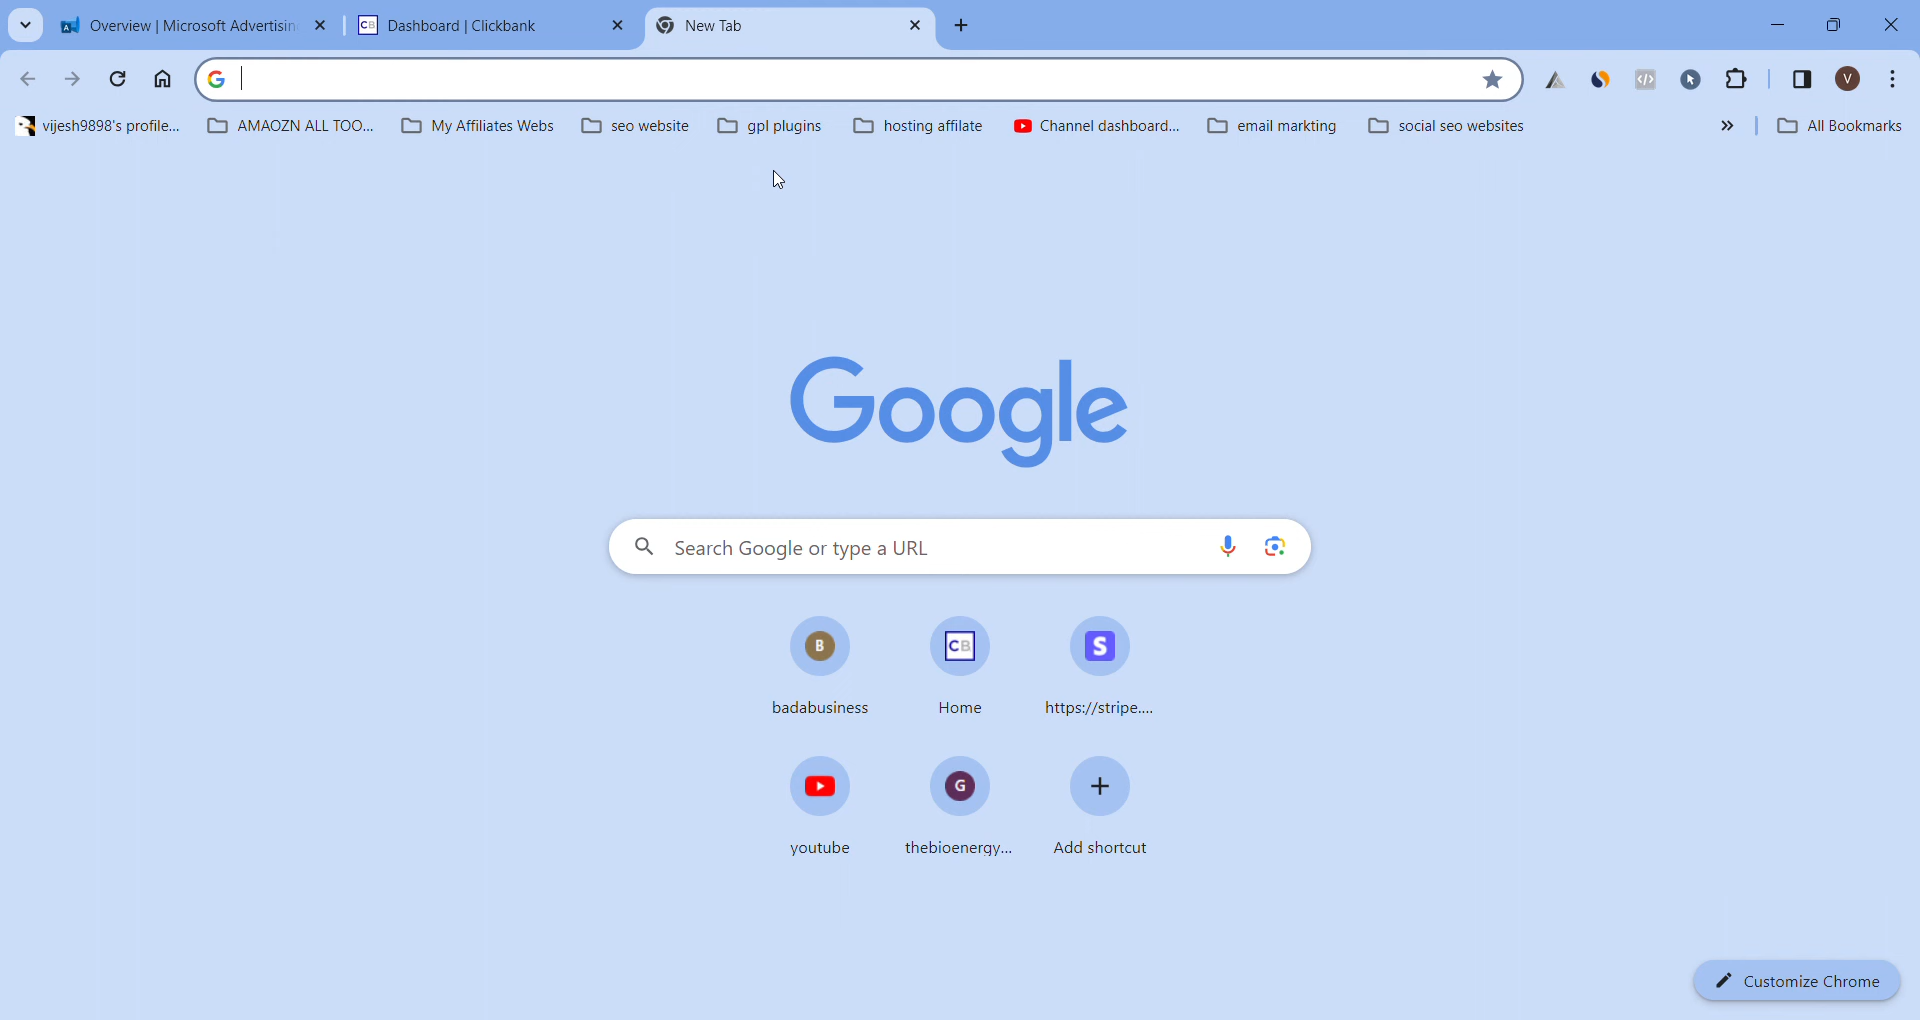 Overview | Microsoft Advertisin
CB Dashboard | Clickbank
New Tab
G
V
vijesh9898's profile...
AMAOZN ALL TOO...
My Affiliates Webs
seo website
gpl plugins
hosting affilate
Channel dashboard...
email markting
social seo websites
»
All Bookmarks
Google
Search Google or type a URL
B
CB
S
badabusiness
Home
https://stripe....
G
youtube
thebioenergy...
Add shortcut
Customize Chrome